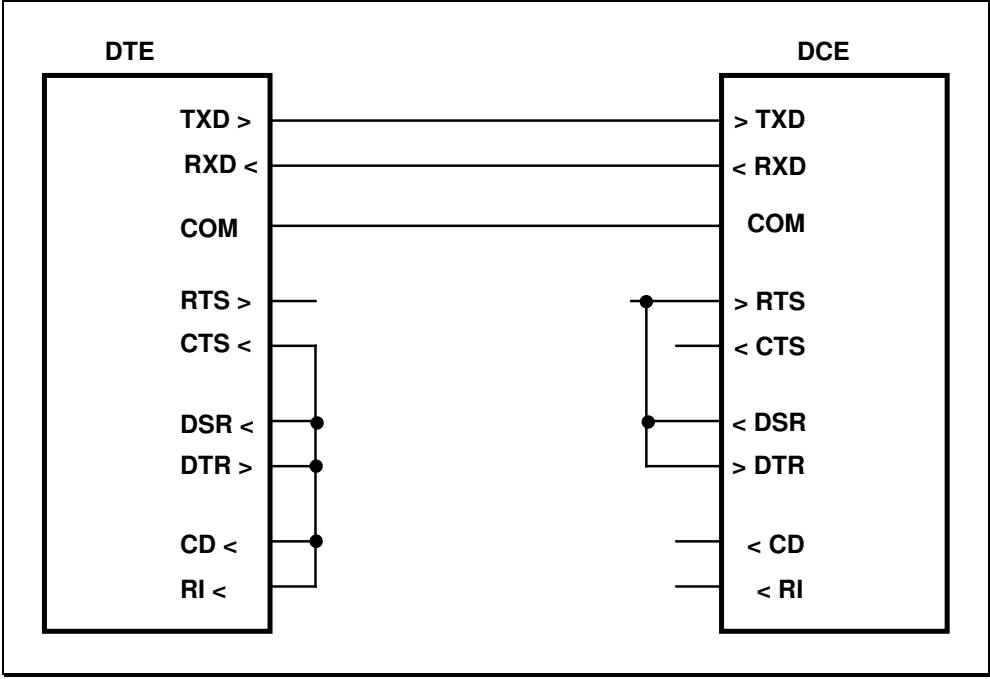 DTE
DCE
TXD >
> TXD
RXD <
< RXD
COM
COM
RTS >
> RTS
CTS <
< CTS
DSR <
< DSR
DTR >
> DTR
CD <
< CD
RI <
< RI